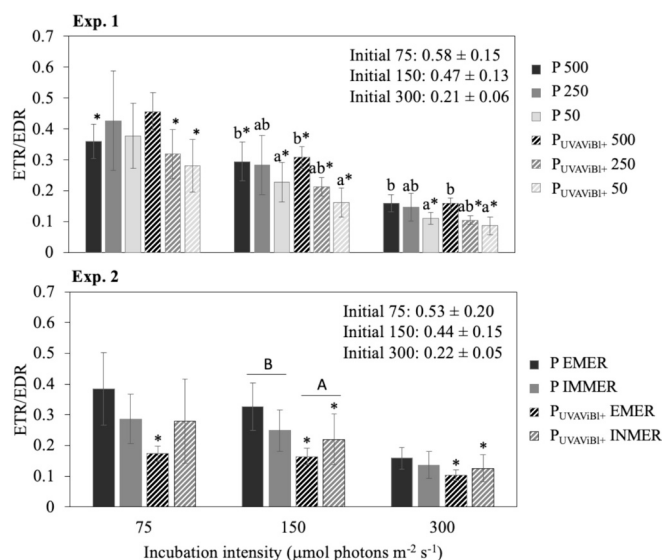 Exp. 1
0.7
0.6
0.5
0.4
0.3
0.2
0.1
0
ETR/EDR
Initial 75: 0.58 ± 0.15
Initial 150: 0.47 ± 0.13
Initial 300: 0.21 ± 0.06
* * *
b* ab a* b* ab* a*
b ab a* b ab* a*
P 500
P 250
P 50
P_UVAViBl+ 500
P_UVAViBl+ 250
P_UVAViBl+ 50
Exp. 2
0.7
0.6
0.5
0.4
0.3
0.2
0.1
0
ETR/EDR
Initial 75: 0.53 ± 0.20
Initial 150: 0.44 ± 0.15
Initial 300: 0.22 ± 0.05
*
B A
* *
* *
P EMER
P IMMER
P_UVAViBl+ EMER
P_UVAViBl+ INMER
75 150 300
Incubation intensity (µmol photons m⁻² s⁻¹)